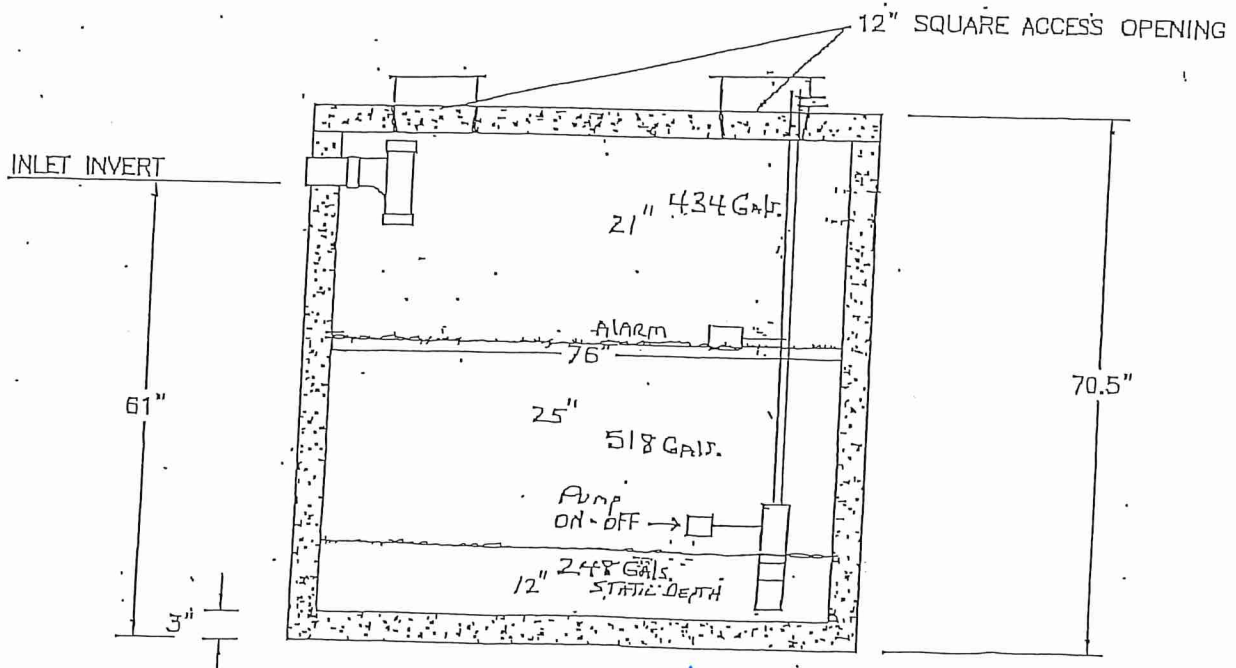 12" SQUARE ACCESS OPENING
INLET INVERT
21" 434 GAls.
AlARM
76"
61"
70.5"
25"
518 GAls.
Pump
ON-OFF →
248 GAls.
12" STATIC DEPTH
3"